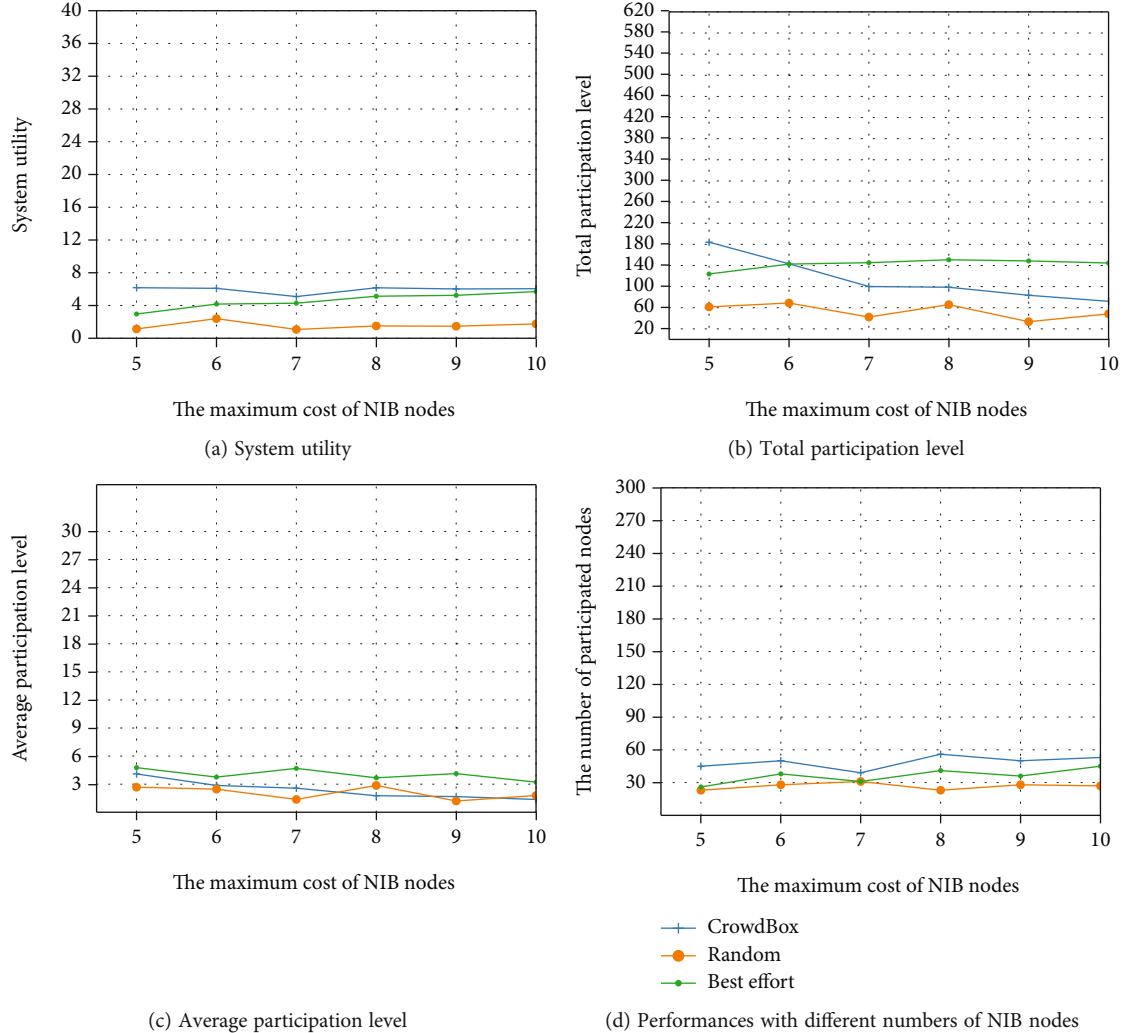 System utility
40
36
32
28
24
20
16
12
8
4
0
5 6 7 8 9 10
The maximum cost of NIB nodes
(a) System utility
Total participation level
620
580
540
500
460
420
380
340
300
260
220
180
140
100
60
20
5 6 7 8 9 10
The maximum cost of NIB nodes
(b) Total participation level
Average participation level
30
27
24
21
18
15
12
9
6
3
5 6 7 8 9 10
The maximum cost of NIB nodes
(c) Average participation level
The number of participated nodes
300
270
240
210
180
150
120
90
60
30
5 6 7 8 9 10
The maximum cost of NIB nodes
CrowdBox
Random
Best effort
(d) Performances with different numbers of NIB nodes